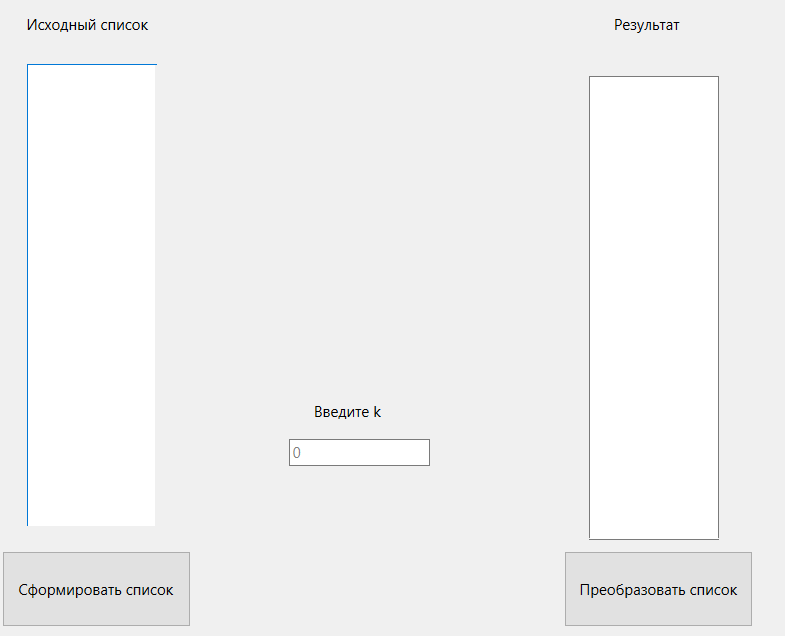 Исходный список
Результат
Введите k
0
Сформировать список
Преобразовать список